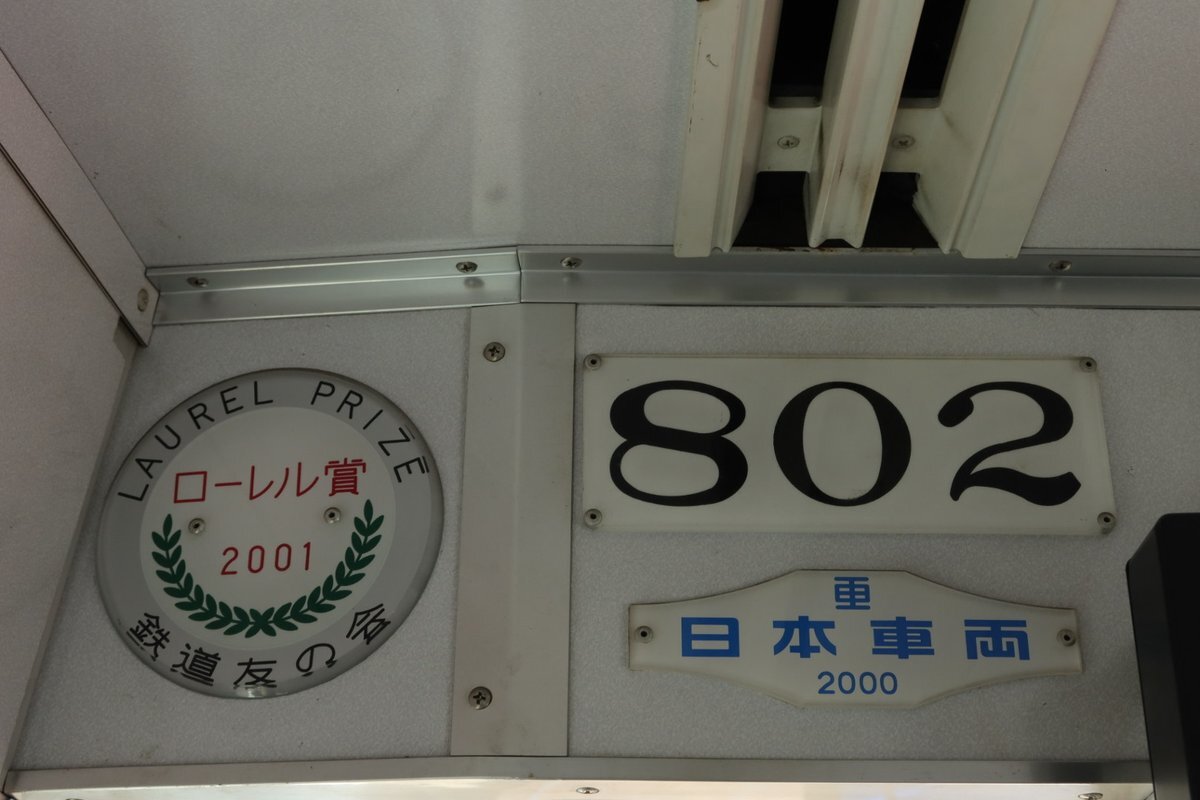 LAUREL PRIZE
ローレル賞
2001
鉄道友の会
802
重
日本車両
2000